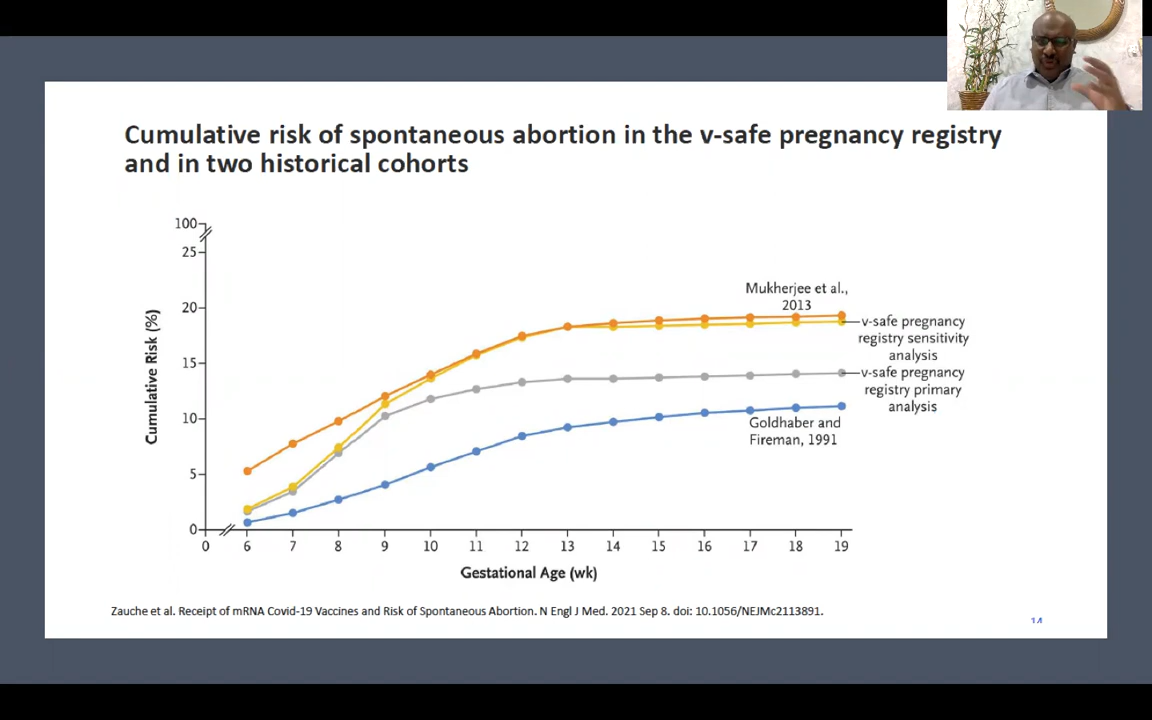 Cumulative risk of spontaneous abortion in the v-safe pregnancy registry
and in two historical cohorts
100
25
20
15
10
5
0
Cumulative Risk (%)
Mukherjee et al.,
2013
v-safe pregnancy
registry sensitivity
analysis
v-safe pregnancy
registry primary
analysis
Goldhaber and
Fireman, 1991
0 6 7 8 9 10 11 12 13 14 15 16 17 18 19
Gestational Age (wk)
Zauche et al. Receipt of mRNA Covid-19 Vaccines and Risk of Spontaneous Abortion. N Engl J Med. 2021 Sep 8. doi: 10.1056/NEJMc2113891.
14